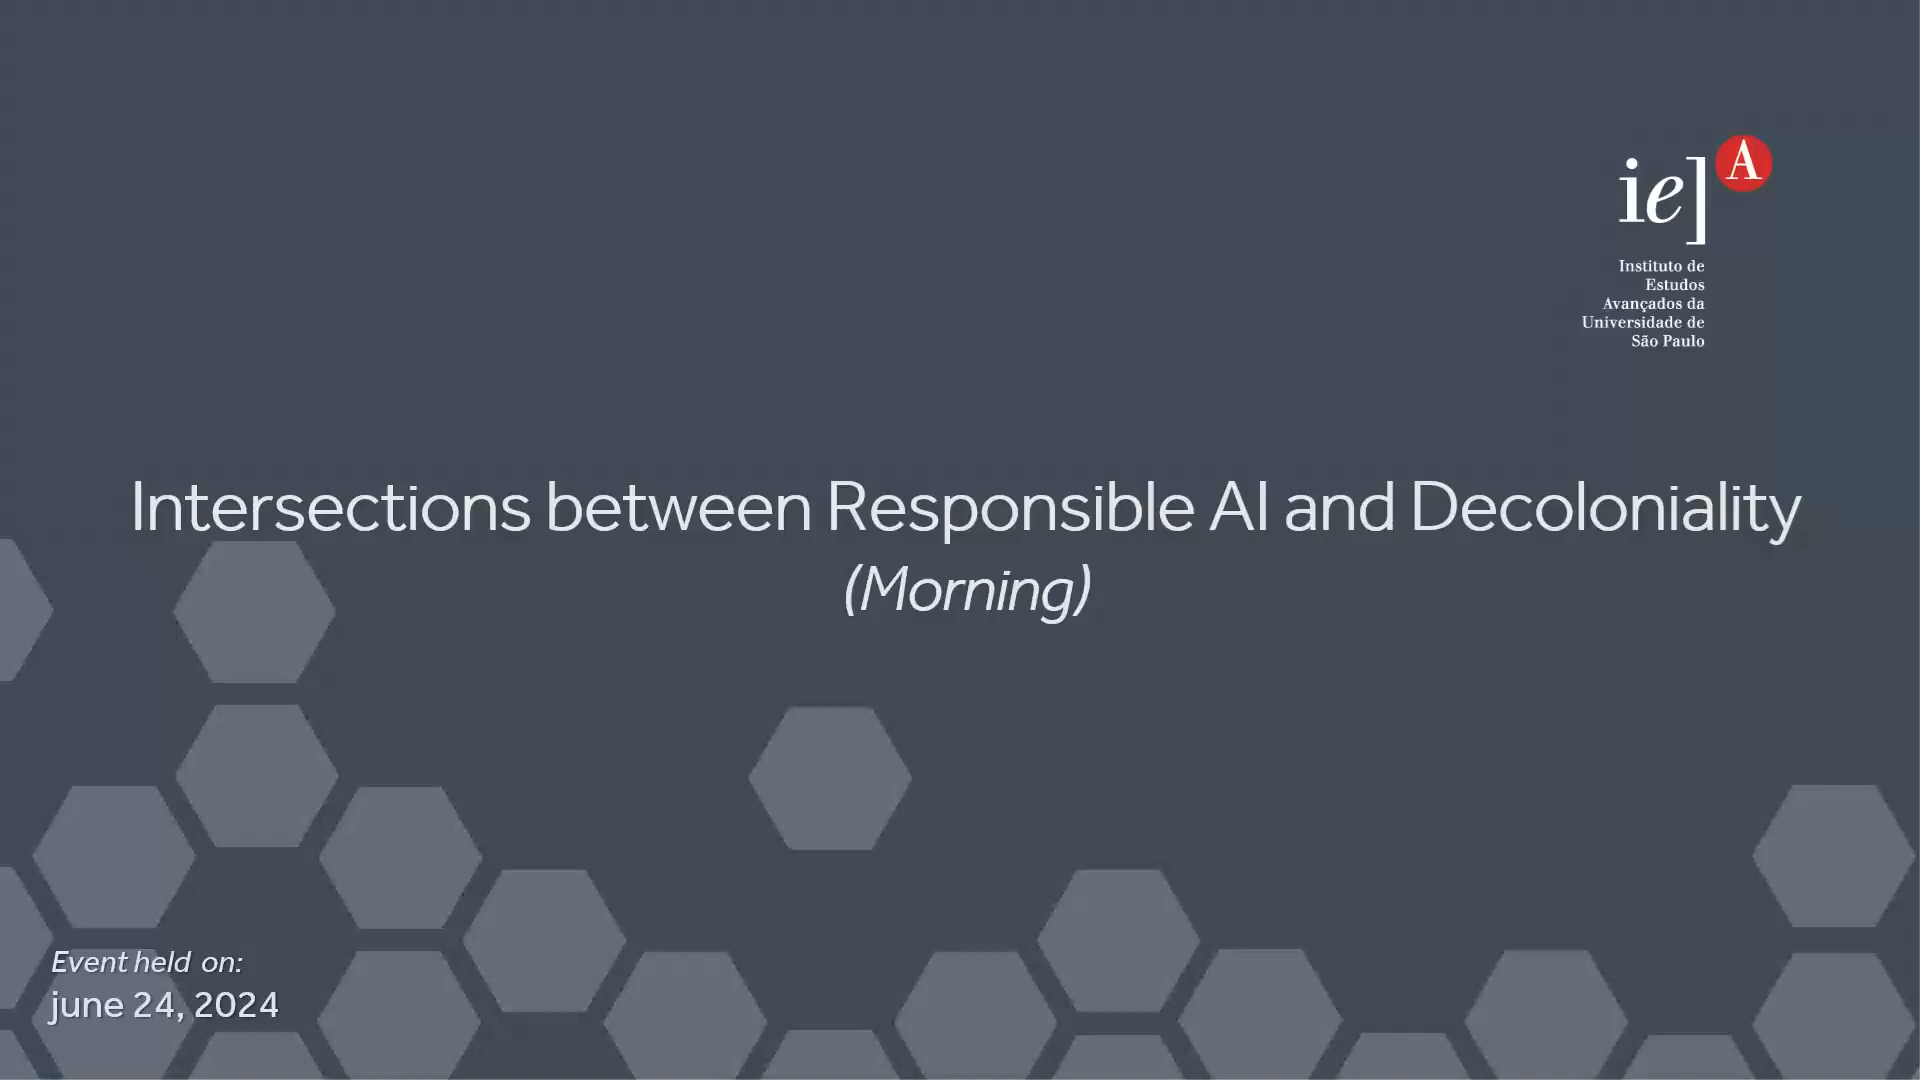 ie]A
Instituto de
Estudos
Avançados da
Universidade de
São Paulo
Intersections between Responsible AI and Decoloniality
(Morning)
Event held on:
june 24, 2024